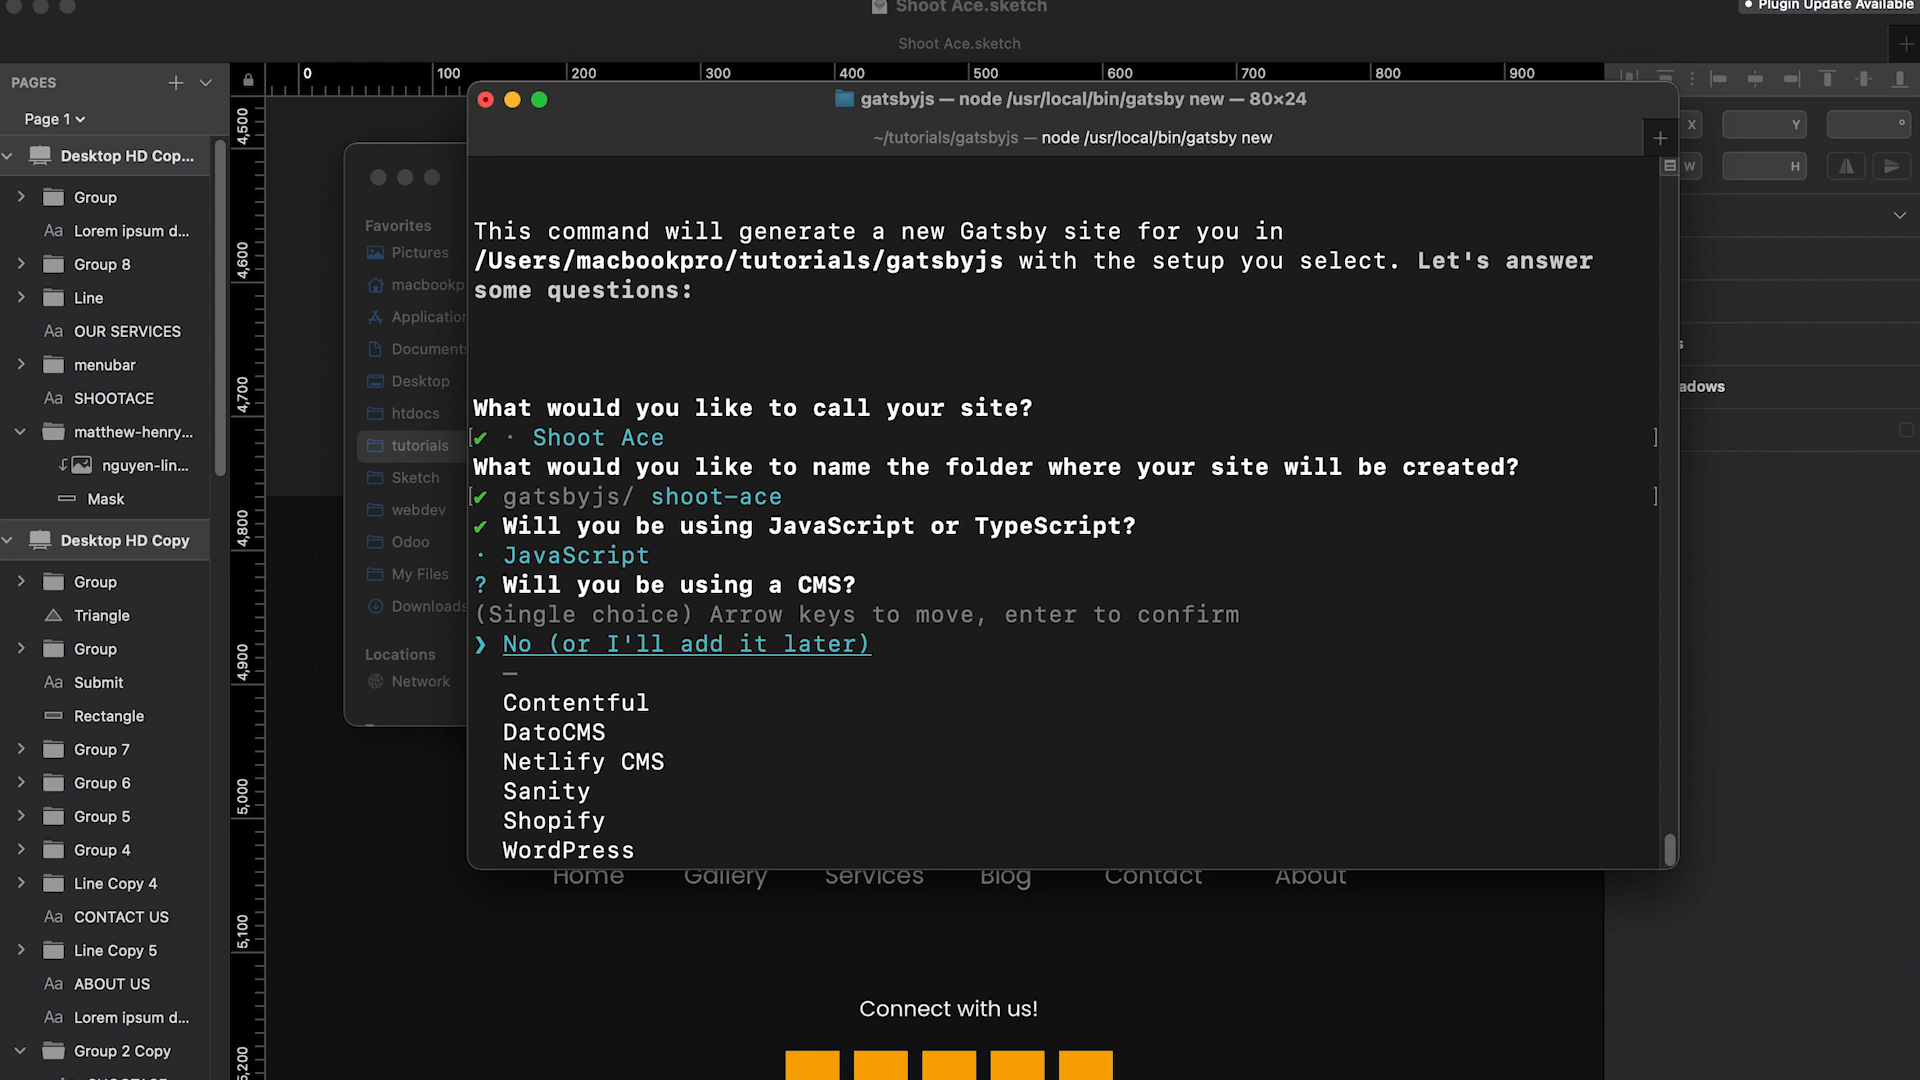 Shoot Ace.sketch
Plugin Update Available
Shoot Ace.sketch
PAGES
Page 1
Desktop HD Cop...
Group
Lorem ipsum d...
Group 8
Line
OUR SERVICES
menubar
SHOOTACE
matthew-henry...
nguyen-lin...
Mask
Desktop HD Copy
Group
Triangle
Group
Submit
Rectangle
Group 7
Group 6
Group 5
Group 4
Line Copy 4
CONTACT US
Line Copy 5
ABOUT US
Lorem ipsum d...
Group 2 Copy
0 100 200 300 400 500 600 700 800 900
4,500
4,600
4,700
4,800
4,900
5,000
5,100
5,200
Favorites
Pictures
macbookp
Application
Documents
Desktop
htdocs
tutorials
Sketch
webdev
Odoo
My Files
Downloads
Locations
Network
gatsbyjs — node /usr/local/bin/gatsby new — 80×24
~/tutorials/gatsbyjs — node /usr/local/bin/gatsby new
This command will generate a new Gatsby site for you in
/Users/macbookpro/tutorials/gatsbyjs with the setup you select. Let's answer
some questions:
What would you like to call your site?
[✔ · Shoot Ace ]
What would you like to name the folder where your site will be created?
[✔ gatsbyjs/ shoot-ace ]
✔ Will you be using JavaScript or TypeScript?
· JavaScript
? Will you be using a CMS?
(Single choice) Arrow keys to move, enter to confirm
❯ No (or I'll add it later)
–
Contentful
DatoCMS
Netlify CMS
Sanity
Shopify
WordPress
X Y °
W H
s
adows
Home Gallery Services Blog Contact About
Connect with us!